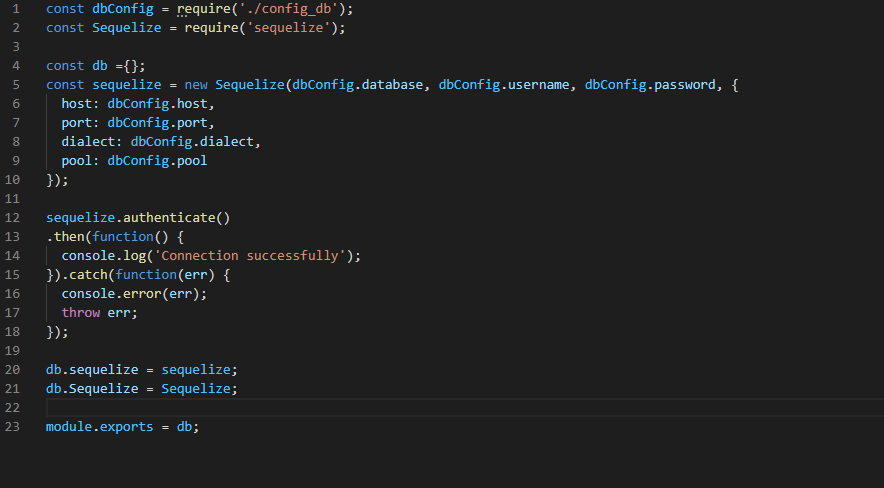 1 const dbConfig = require('./config_db');
2 const Sequelize = require('sequelize');
3
4 const db ={};
5 const sequelize = new Sequelize(dbConfig.database, dbConfig.username, dbConfig.password, {
6   host: dbConfig.host,
7   port: dbConfig.port,
8   dialect: dbConfig.dialect,
9   pool: dbConfig.pool
10 });
11
12 sequelize.authenticate()
13 .then(function() {
14   console.log('Connection successfully');
15 }).catch(function(err) {
16   console.error(err);
17   throw err;
18 });
19
20 db.sequelize = sequelize;
21 db.Sequelize = Sequelize;
22
23 module.exports = db;